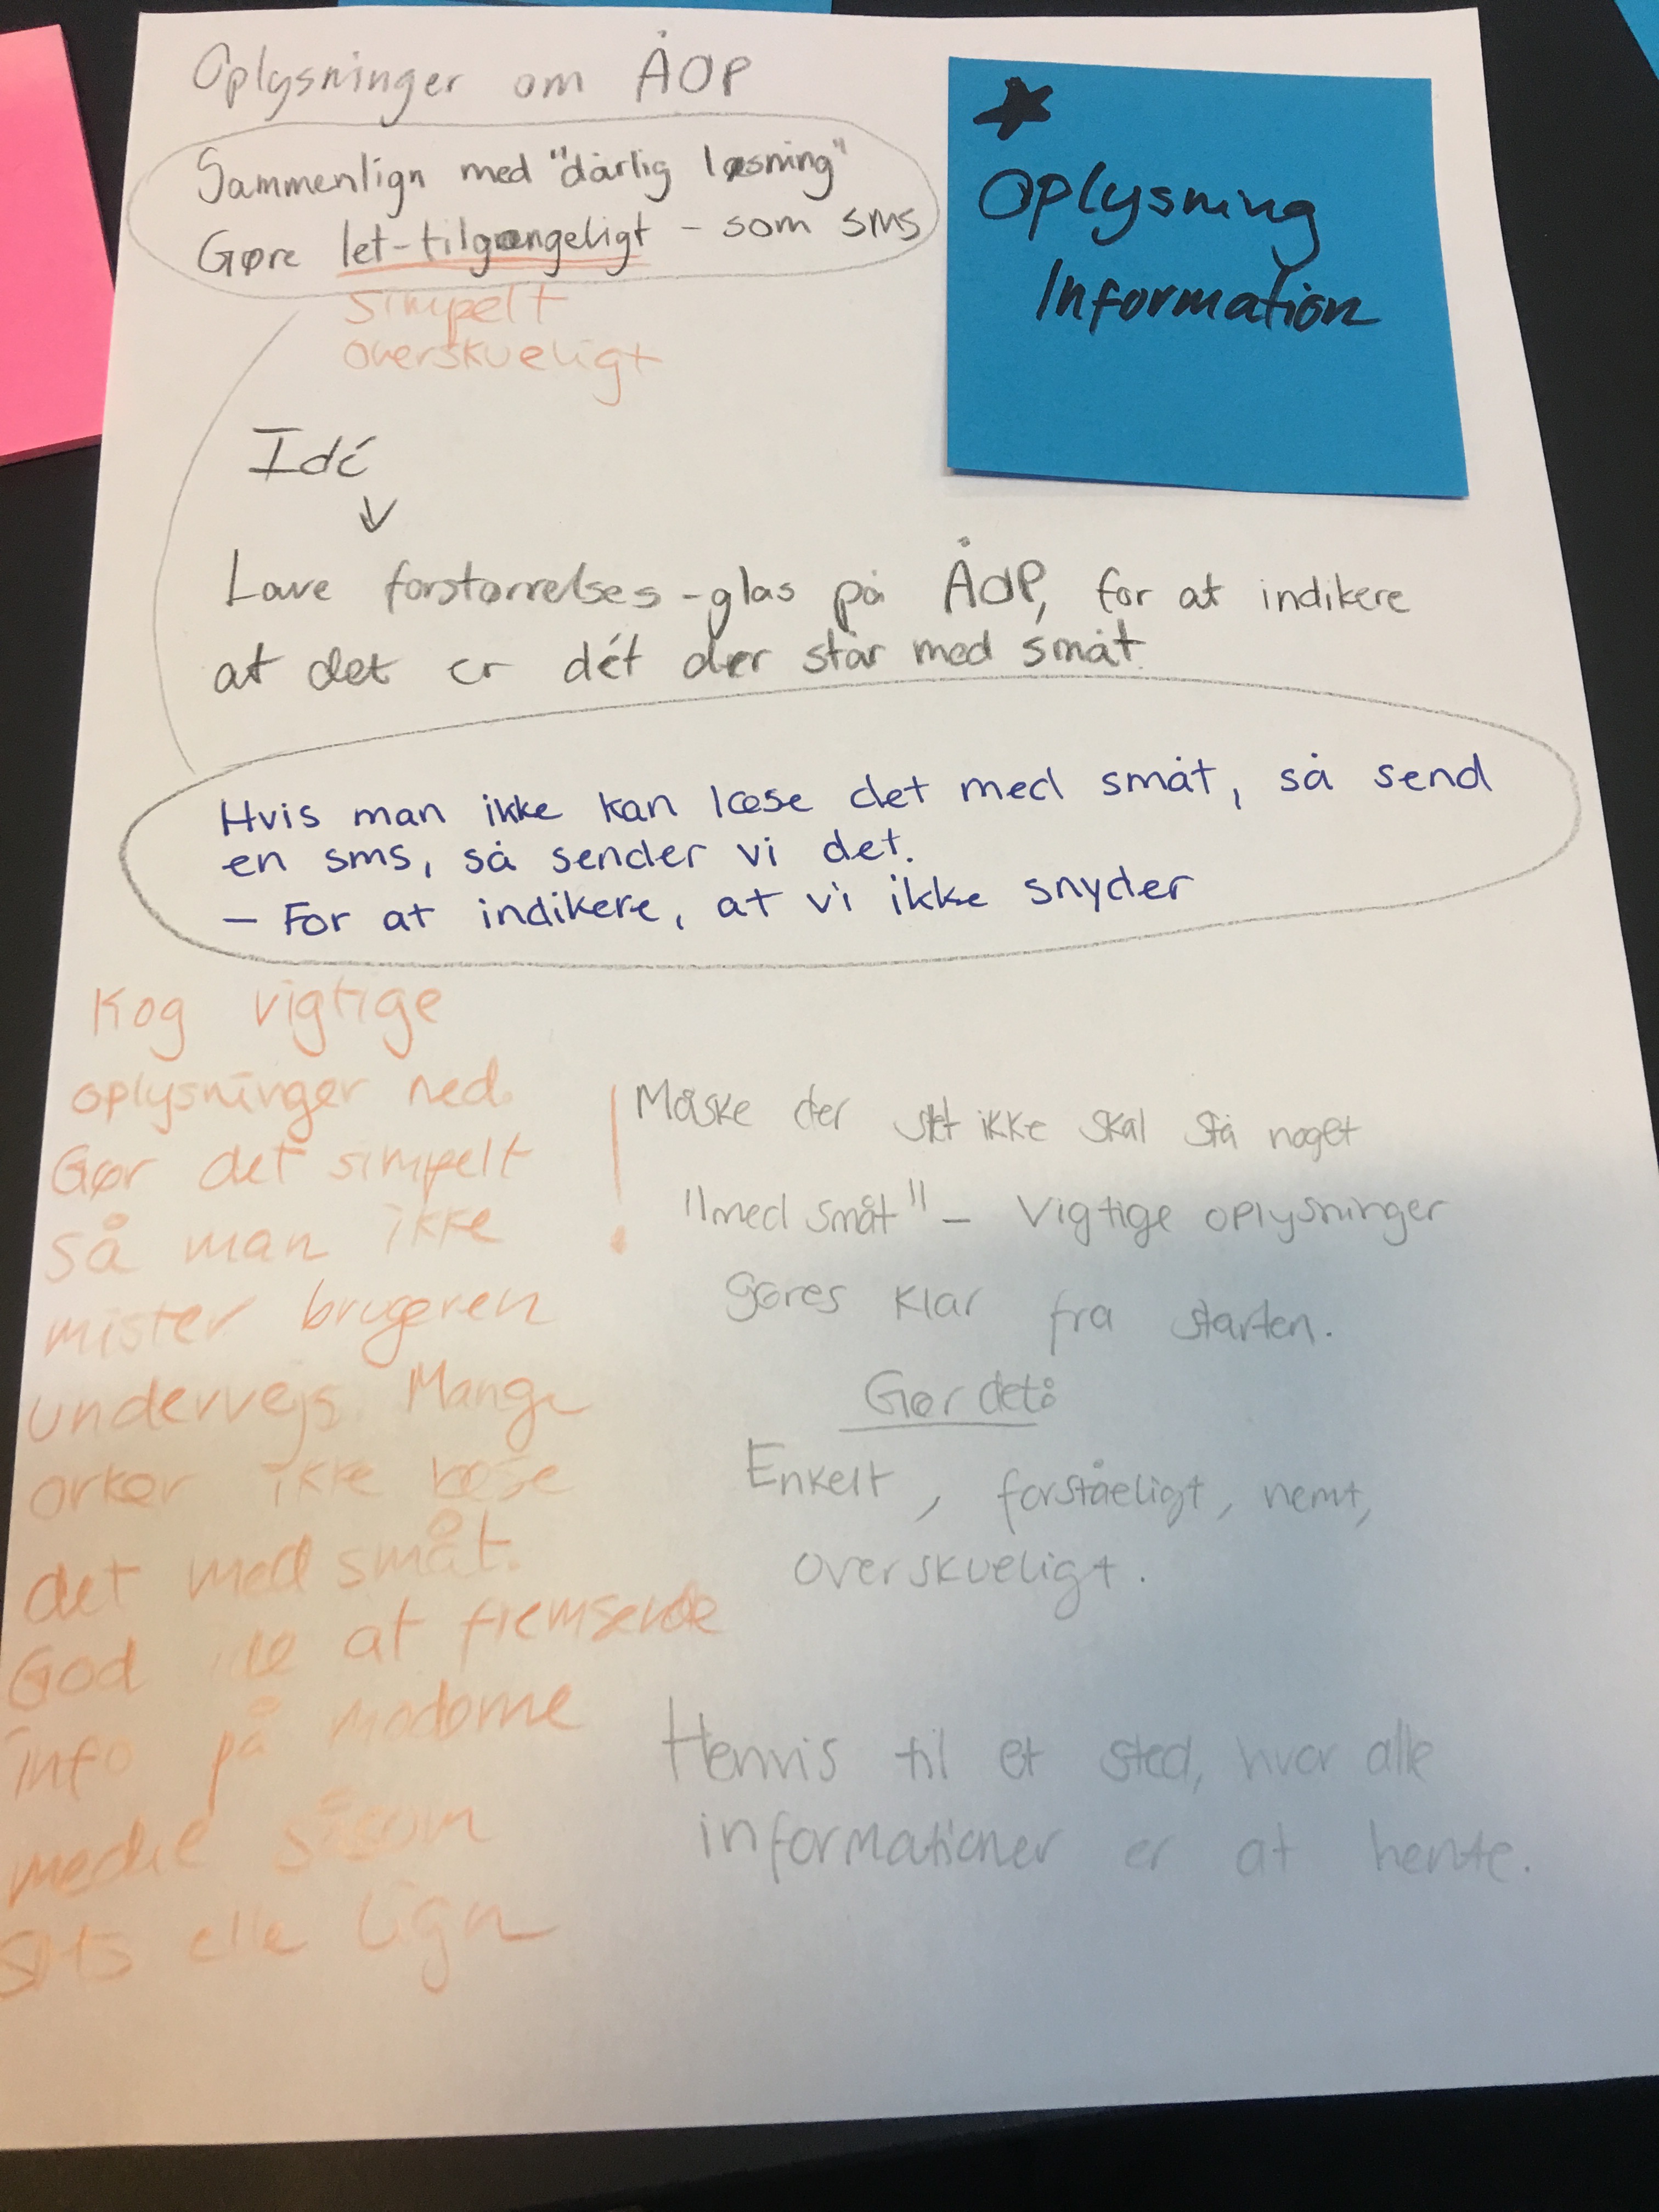 Oplysninger om ÅOP
Sammenlign med "dårlig løsning"
Gøre let-tilgængeligt - som sms
simpelt
overskueligt
Oplysning
Information
Idé
Lave forstørrelses-glas på ÅOP, for at indikere
at det er dét der står med småt.
Hvis man ikke kan læse det med småt, så send
en sms, så sender vi det.
- For at indikere, at vi ikke snyder
Kog vigtige
oplysninger ned.
Gør det simpelt
så man ikke
mister brugeren
undervejs. Mange
orker ikke læse
det med småt.
God ide at fremsende
info på moderne
medie såsom
elle lign
! Måske der slet ikke skal stå noget
"med småt" - Vigtige oplysninger
gøres klar fra starten.
Gør det:
Enkelt, forståeligt, nemt,
overskueligt.
Henvis til et sted, hvor alle
informationer er at hente.